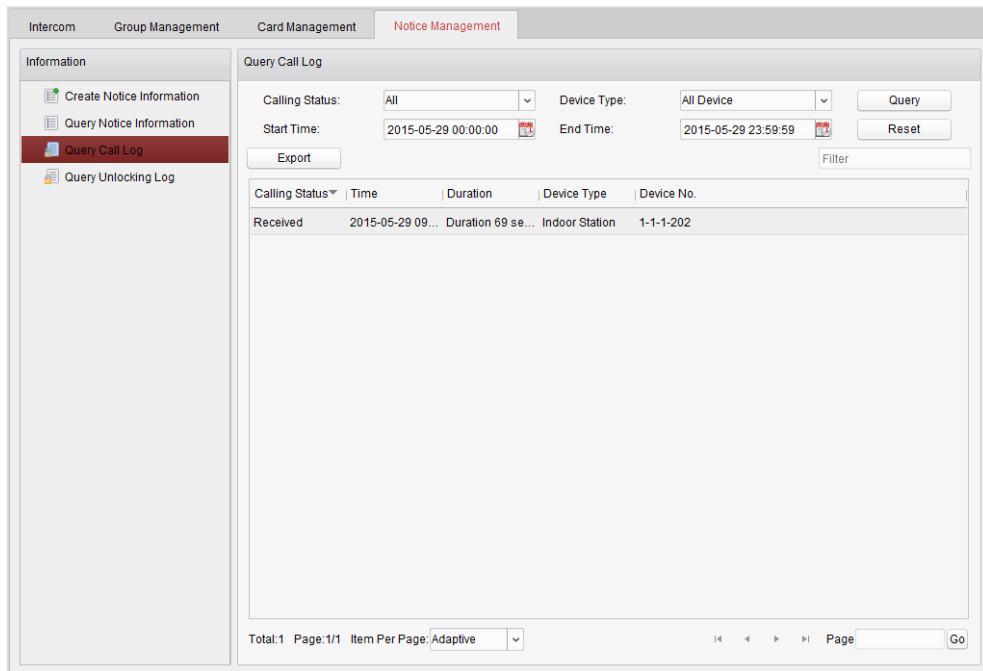 Intercom Group Management Card Management Notice Management
Information
Create Notice Information
Query Notice Information
Query Call Log
Query Unlocking Log
Query Call Log
Calling Status: All Device Type: All Device Query
Start Time: 2015-05-29 00:00:00 End Time: 2015-05-29 23:59:59 Reset
Export Filter
Calling Status Time Duration Device Type Device No.
Received 2015-05-29 09... Duration 69 se... Indoor Station 1-1-1-202
Total:1 Page:1/1 Item Per Page: Adaptive Page Go